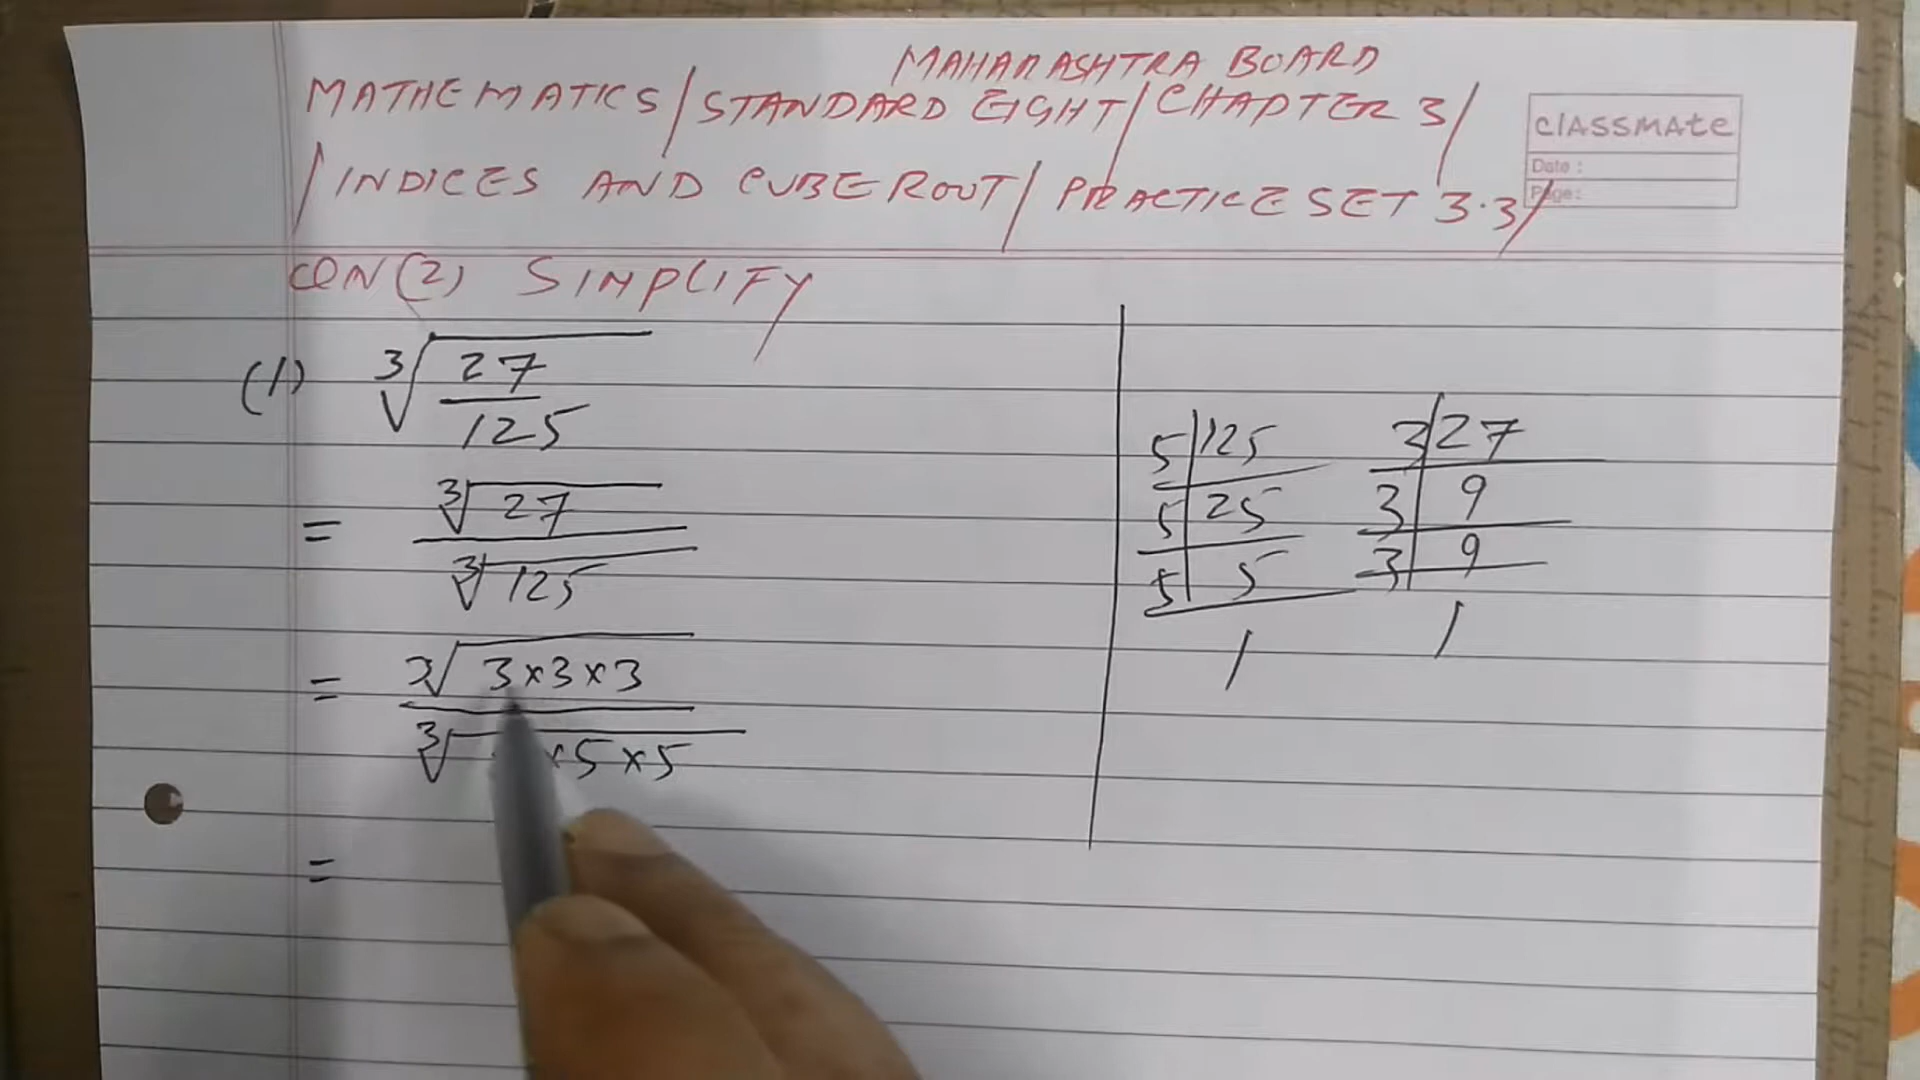 MAHARASHTRA BOARD
MATHEMATICS/STANDARD EIGHT/CHAPTER 3/
/INDICES AND CUBE ROOT/PRACTICE SET 3.3/
classmate
Date :
Page:
QN(2) SIMPLIFY
(1) ∛(27/125)
= ∛27/∛125
= ∛(3×3×3)/∛(×5×5)
=
5|125
5|25
5|5
1
3|27
3|9
3|9
1